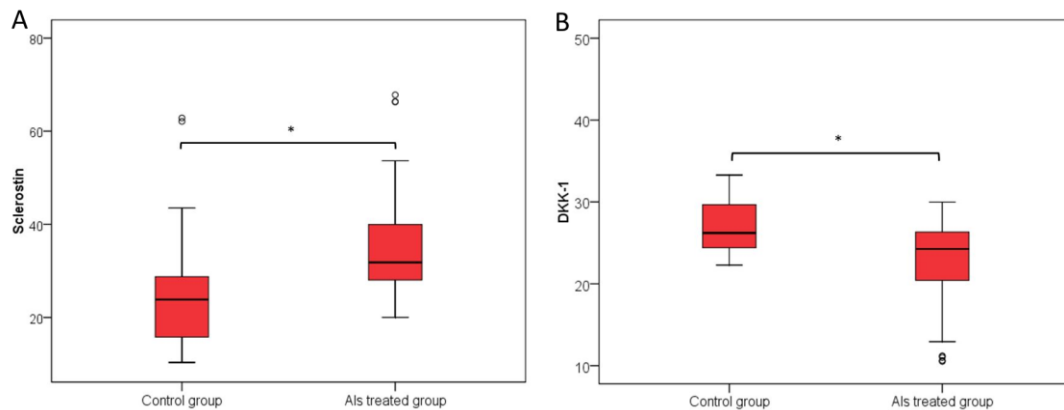 A
80
60
40
20
Sclerostin
*
Control group
AIs treated group
B
50
40
30
20
10
DKK-1
*
Control group
AIs treated group